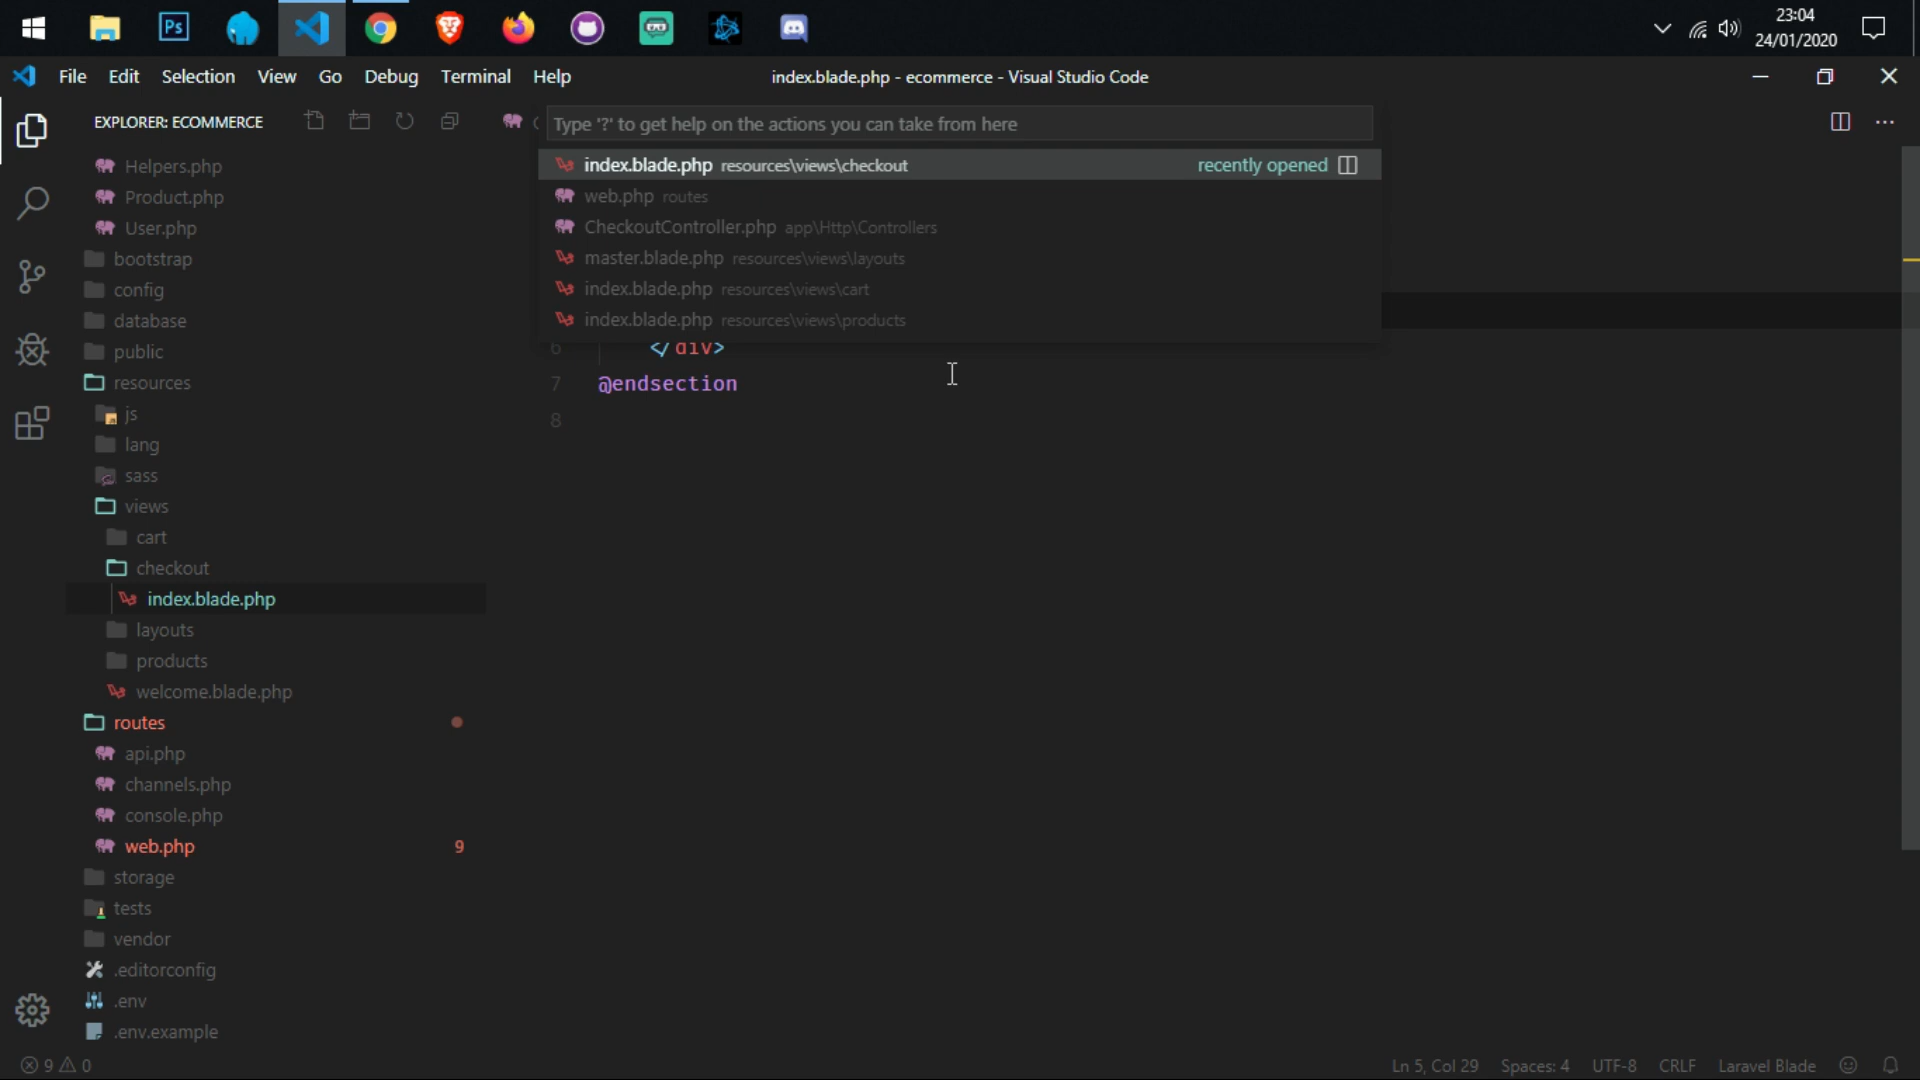 Ps
23:04
24/01/2020
File Edit Selection View Go Debug Terminal Help
index.blade.php - ecommerce - Visual Studio Code
EXPLORER: ECOMMERCE
Type '?' to get help on the actions you can take from here
index.blade.php resources\views\checkout recently opened
web.php routes
CheckoutController.php app\Http\Controllers
master.blade.php resources\views\layouts
index.blade.php resources\views\cart
index.blade.php resources\views\products
6 </div>
7 @endsection
8
Helpers.php
Product.php
User.php
bootstrap
config
database
public
resources
js
lang
sass
views
cart
checkout
index.blade.php
layouts
products
welcome.blade.php
routes
api.php
channels.php
console.php
web.php 9
storage
tests
vendor
.editorconfig
.env
.env.example
9 0
Ln 5, Col 29 Spaces: 4 UTF-8 CRLF Laravel Blade